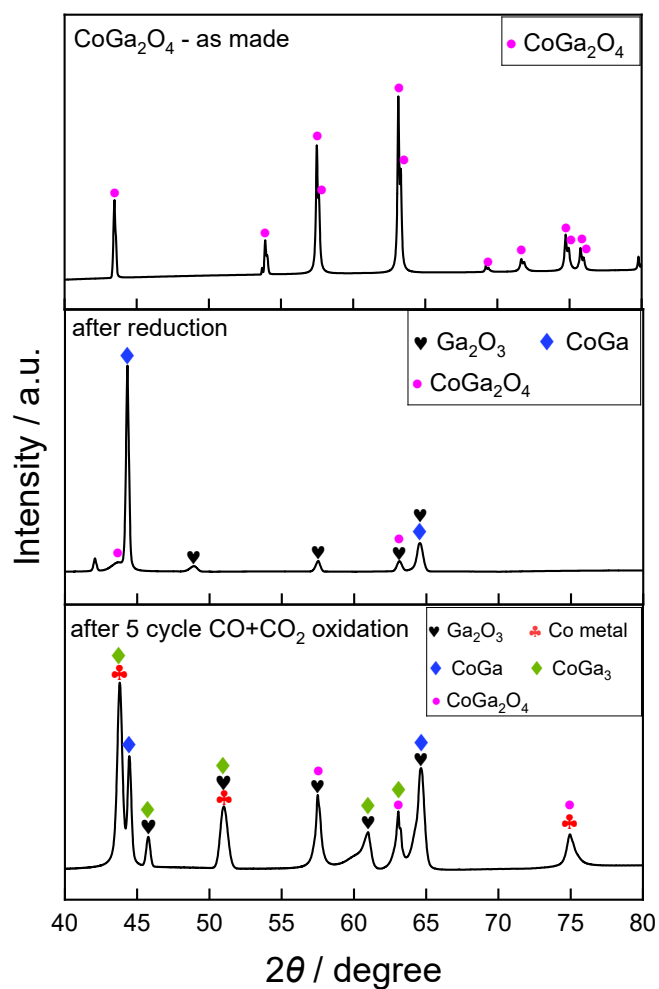 CoGa₂O₄ - as made
CoGa₂O₄
after reduction
Ga₂O₃ CoGa
CoGa₂O₄
after 5 cycle CO+CO₂ oxidation
Ga₂O₃ Co metal
CoGa CoGa₃
CoGa₂O₄
Intensity / a.u.
40 45 50 55 60 65 70 75 80
2θ / degree